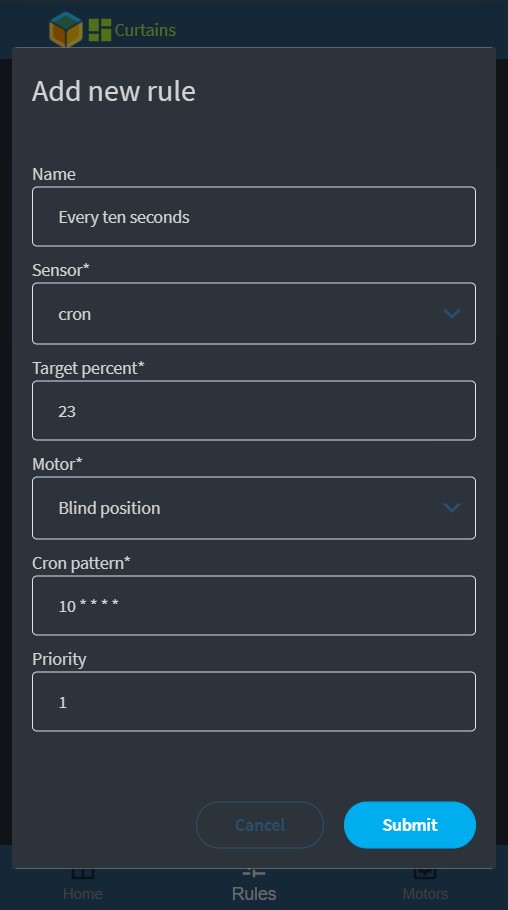 Curtains
Add new rule
Name
Every ten seconds
Sensor*
cron
Target percent*
23
Motor*
Blind position
Cron pattern*
10 * * * *
Priority
1
Cancel
Submit
Home
Rules
Motors